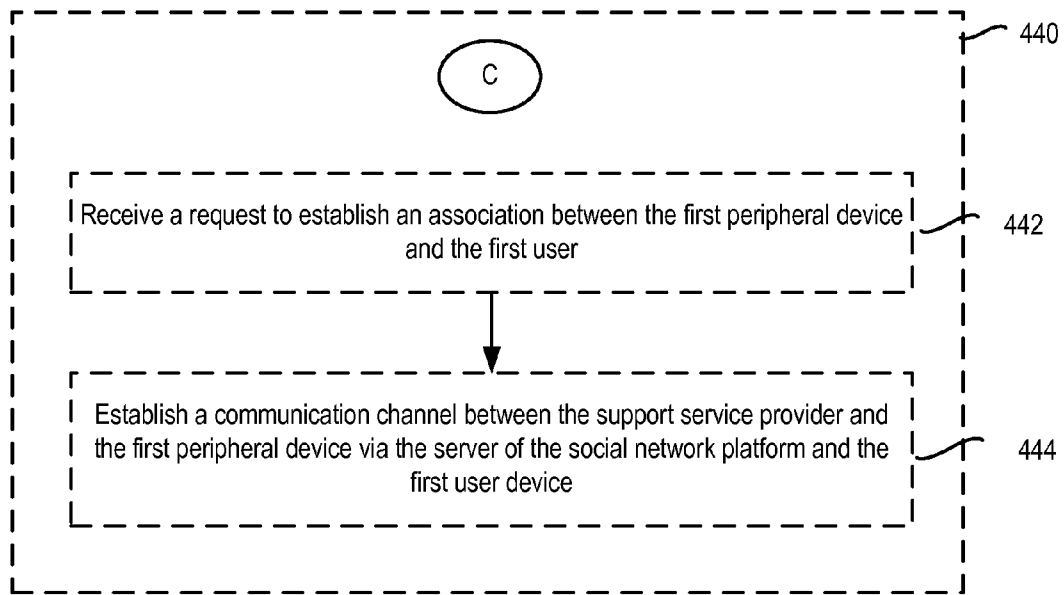 440
C
Receive a request to establish an association between the first peripheral device
and the first user
442
Establish a communication channel between the support service provider and
the first peripheral device via the server of the social network platform and the
first user device
444